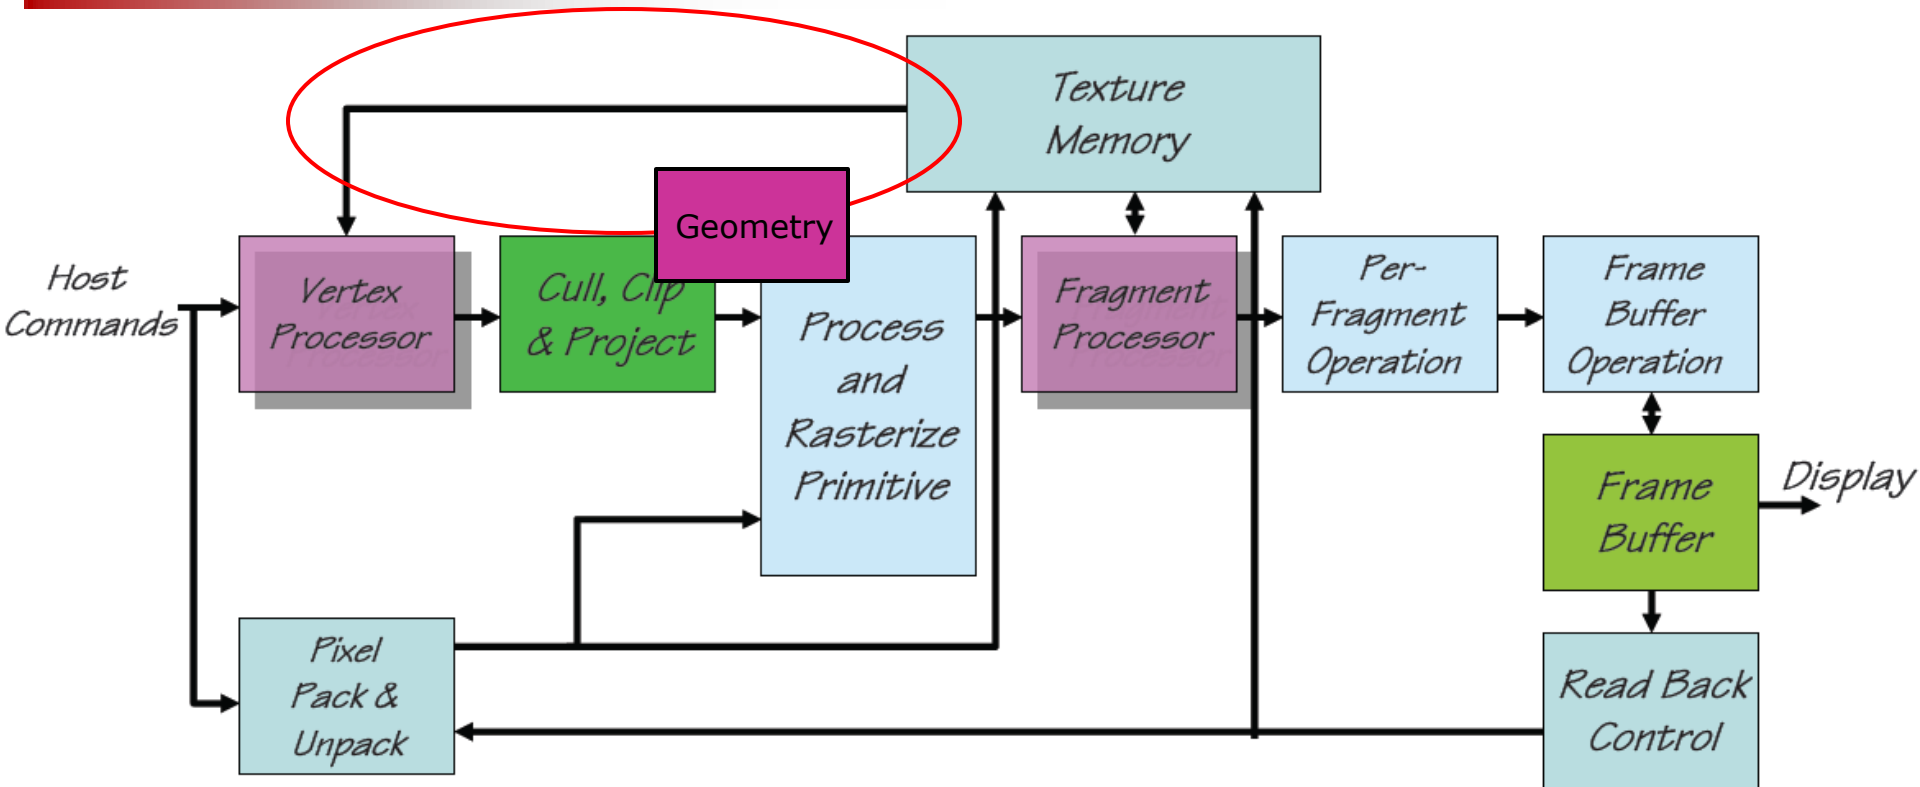 Texture
Memory
Geometry
Host
Commands
Vertex
Processor
Cull, Clip
& Project
Process
and
Rasterize
Primitive
Fragment
Processor
Per-
Fragment
Operation
Frame
Buffer
Operation
Frame
Buffer
Display
Pixel
Pack &
Unpack
Read Back
Control